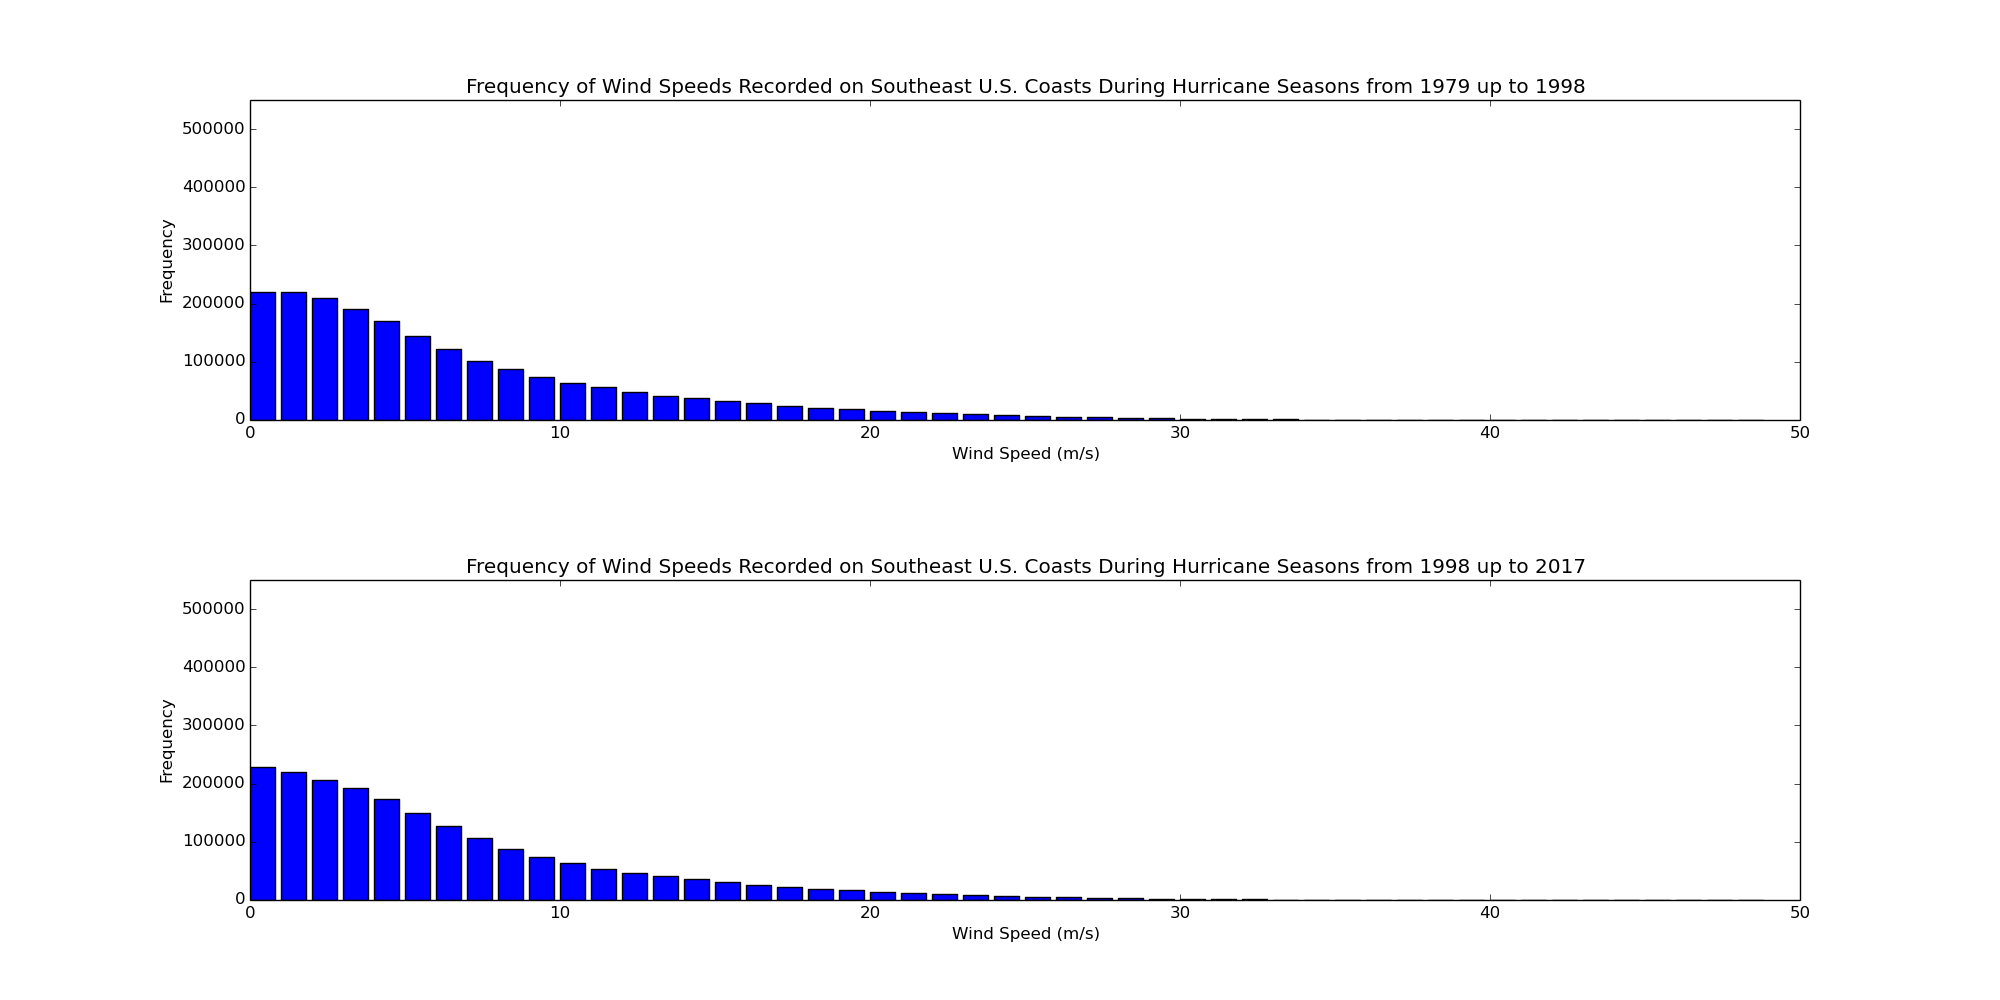 Frequency of Wind Speeds Recorded on Southeast U.S. Coasts During Hurricane Seasons from 1979 up to 1998
500000
400000
300000
200000
100000
0
Frequency
0 10 20 30 40 50
Wind Speed (m/s)
Frequency of Wind Speeds Recorded on Southeast U.S. Coasts During Hurricane Seasons from 1998 up to 2017
500000
400000
300000
200000
100000
0
Frequency
0 10 20 30 40 50
Wind Speed (m/s)